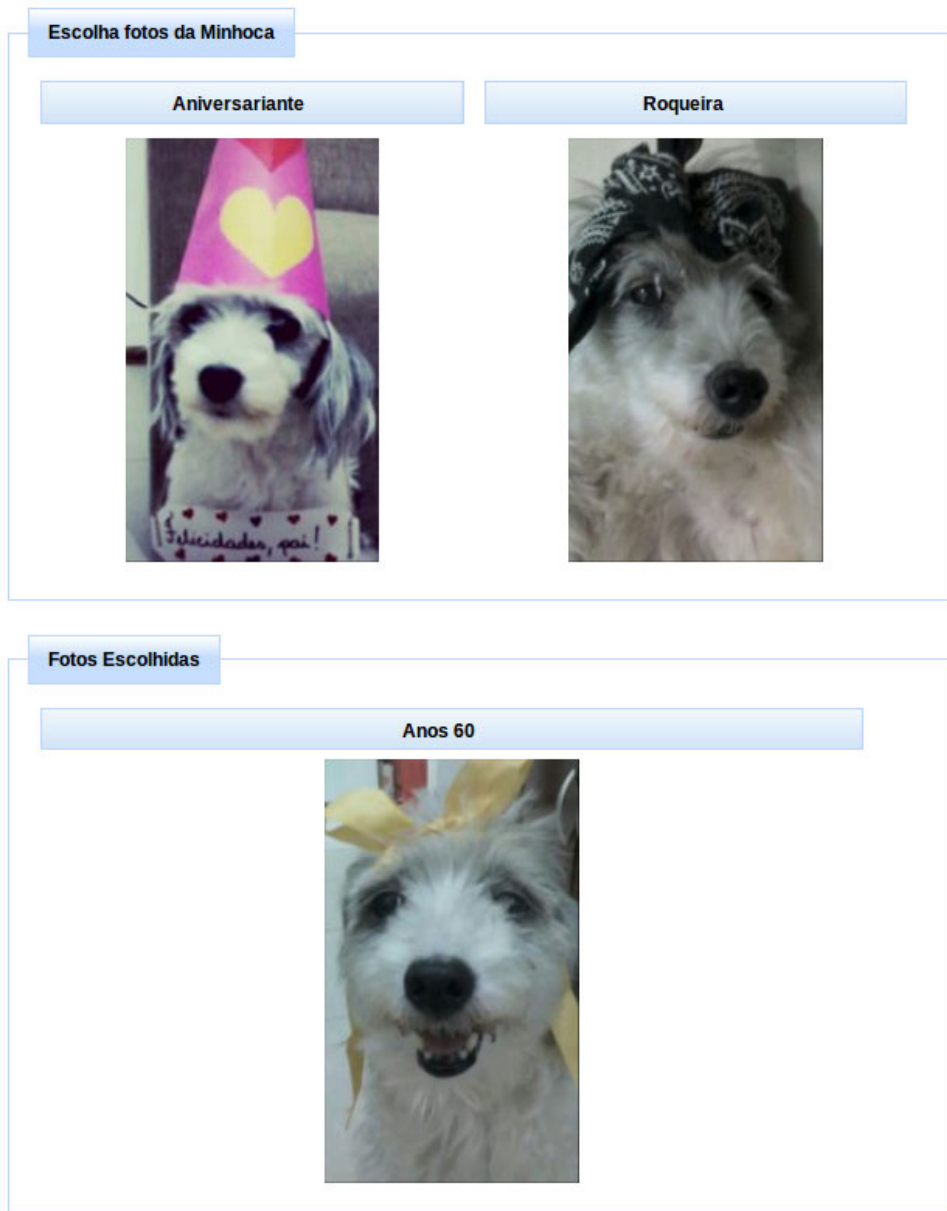 Escolha fotos da Minhoca
Aniversariante
Roqueira
Felicidades, pai!
Fotos Escolhidas
Anos 60